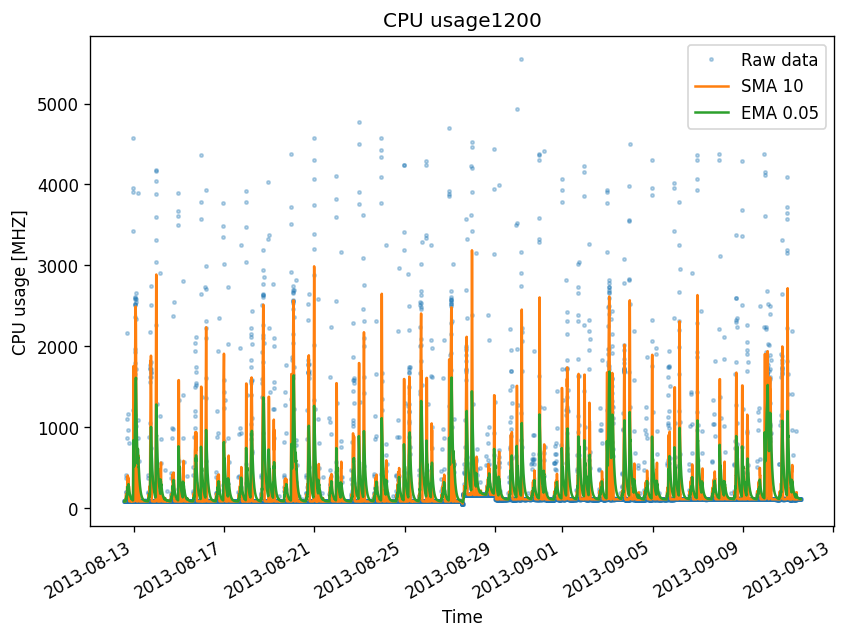 CPU usage1200
Raw data
SMA 10
EMA 0.05
CPU usage [MHZ]
5000
4000
3000
2000
1000
0
2013-08-13
2013-08-17
2013-08-21
2013-08-25
2013-08-29
2013-09-01
2013-09-05
2013-09-09
2013-09-13
Time